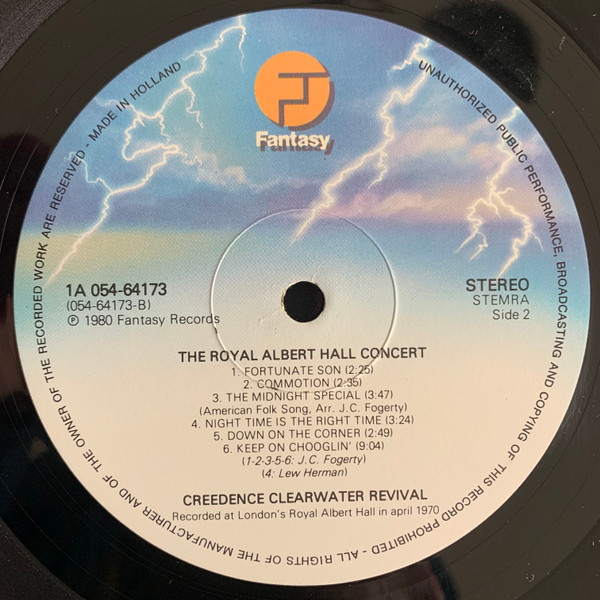 ALL RIGHTS OF THE MANUFACTURER AND OF THE OWNER OF THE RECORDED WORK ARE RESERVED - MADE IN HOLLAND
UNAUTHORIZED PUBLIC PERFORMANCE, BROADCASTING AND COPYING OF THIS RECORD PROHIBITED -
Fantasy
1A 054-64173
(054-64173-B)
℗ 1980 Fantasy Records
STEREO
STEMRA
Side 2
THE ROYAL ALBERT HALL CONCERT
1. FORTUNATE SON (2:25)
2. COMMOTION (2:35)
3. THE MIDNIGHT SPECIAL (3:47)
(American Folk Song, Arr. J.C. Fogerty)
4. NIGHT TIME IS THE RIGHT TIME (3:24)
5. DOWN ON THE CORNER (2:49)
6. KEEP ON CHOOGLIN' (9:04)
(1-2-3-5-6: J.C. Fogerty)
(4: Lew Herman)
CREEDENCE CLEARWATER REVIVAL
Recorded at London's Royal Albert Hall in april 1970